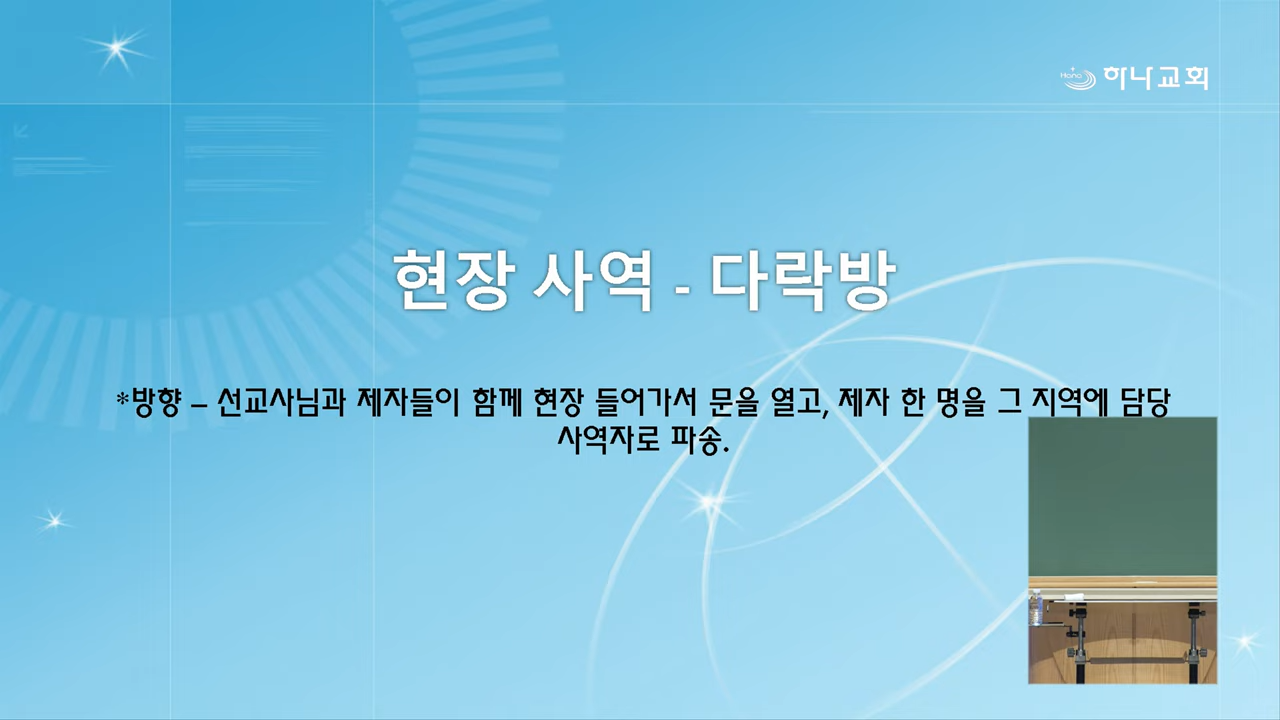 Hana 하나교회
현장 사역 - 다락방
*방향 – 선교사님과 제자들이 함께 현장 들어가서 문을 열고, 제자 한 명을 그 지역에 담당
사역자로 파송.